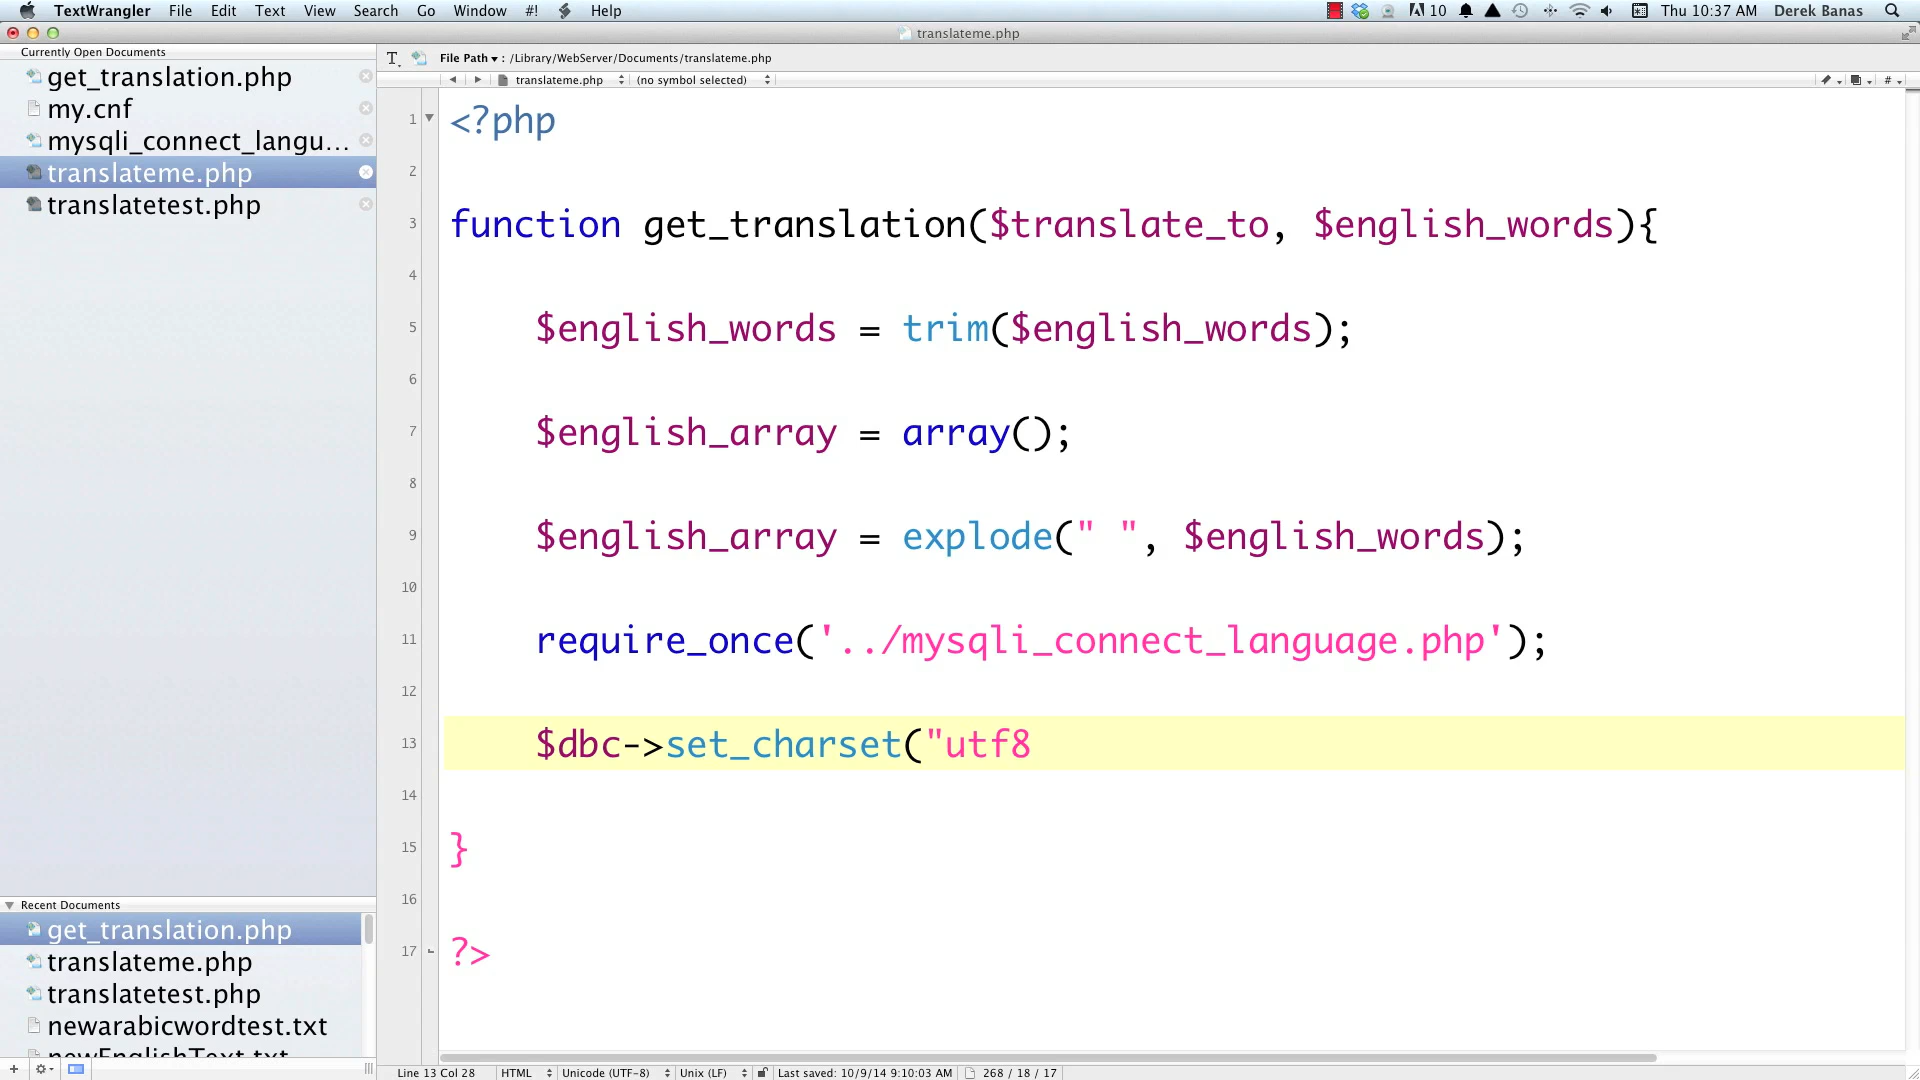 TextWrangler File Edit Text View Search Go Window #! Help 10 Thu 10:37 AM Derek Banas
translateme.php
Currently Open Documents
get_translation.php
my.cnf
mysqli_connect_langu...
translateme.php
translatetest.php
Recent Documents
get_translation.php
translateme.php
translatetest.php
newarabicwordtest.txt
newEnglishText.txt
File Path ▾ : /Library/WebServer/Documents/translateme.php
translateme.php (no symbol selected) #
1 <?php
2
3 function get_translation($translate_to, $english_words){
4
5 $english_words = trim($english_words);
6
7 $english_array = array();
8
9 $english_array = explode(" ", $english_words);
10
11 require_once('../mysqli_connect_language.php');
12
13 $dbc->set_charset("utf8
14
15 }
16
17 ?>
Line 13 Col 28 HTML Unicode (UTF-8) Unix (LF) Last saved: 10/9/14 9:10:03 AM 268 / 18 / 17